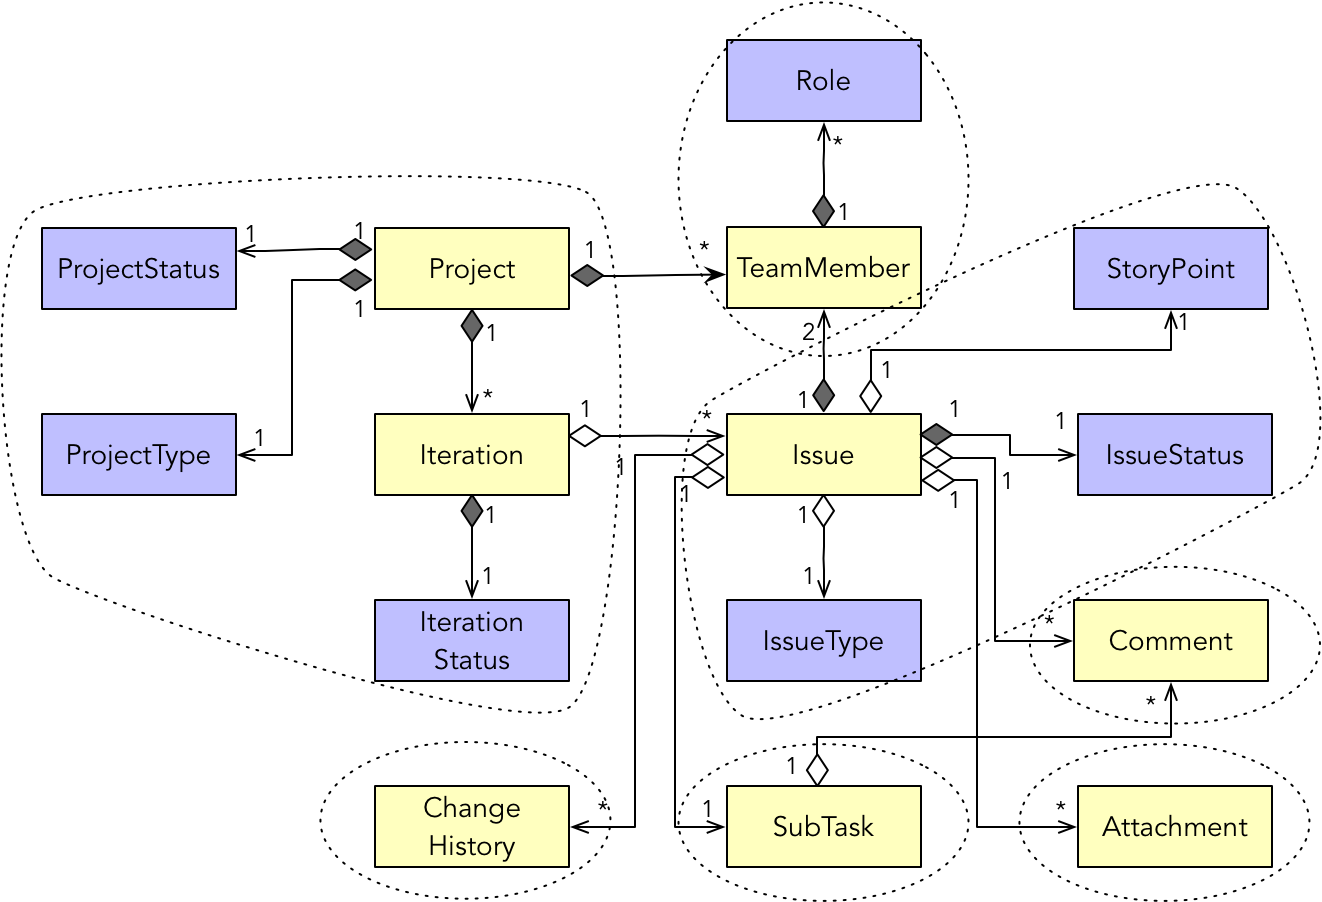 Role
*
1
ProjectStatus
1
1
Project
1
*
TeamMember
StoryPoint
1
1
*
2
1
1
1
ProjectType
1
Iteration
1
*
1
1
Issue
1
1
1
1
IssueStatus
1
1
Iteration
Status
1
1
IssueType
*
Comment
*
Change
History
*
1
1
SubTask
*
Attachment